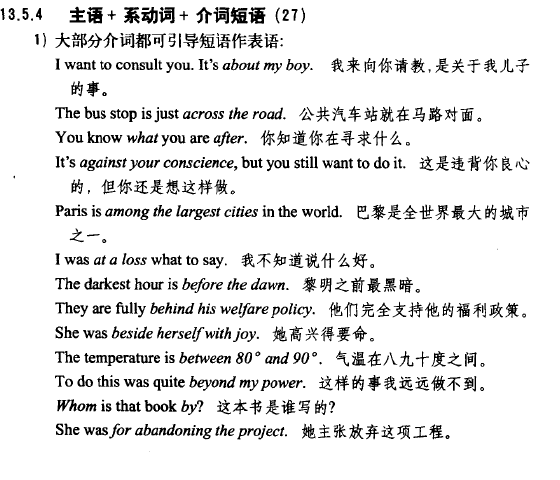 13.5.4 主语+系动词+介词短语(27)
1) 大部分介词都可引导短语作表语:
I want to consult you. It's about my boy. 我来向你请教,是关于我儿子
的事。
The bus stop is just across the road. 公共汽车站就在马路对面。
You know what you are after. 你知道你在寻求什么。
It's against your conscience, but you still want to do it. 这是违背你良心
的,但你还是想这样做。
Paris is among the largest cities in the world. 巴黎是全世界最大的城市
之一。
I was at a loss what to say. 我不知道说什么好。
The darkest hour is before the dawn. 黎明之前最黑暗。
They are fully behind his welfare policy. 他们完全支持他的福利政策。
She was beside herself with joy. 她高兴得要命。
The temperature is between 80° and 90°. 气温在八九十度之间。
To do this was quite beyond my power. 这样的事我远远做不到。
Whom is that book by? 这本书是谁写的?
She was for abandoning the project. 她主张放弃这项工程。